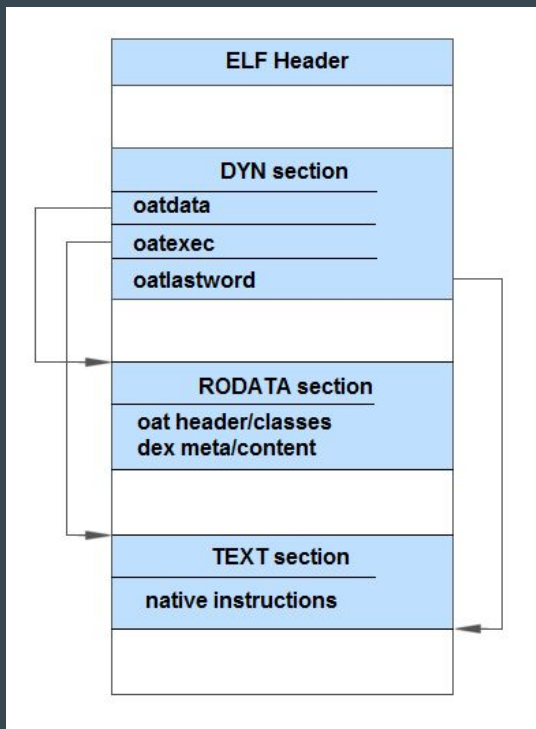 ELF Header
DYN section
oatdata
oatexec
oatlastword
RODATA section
oat header/classes
dex meta/content
TEXT section
native instructions